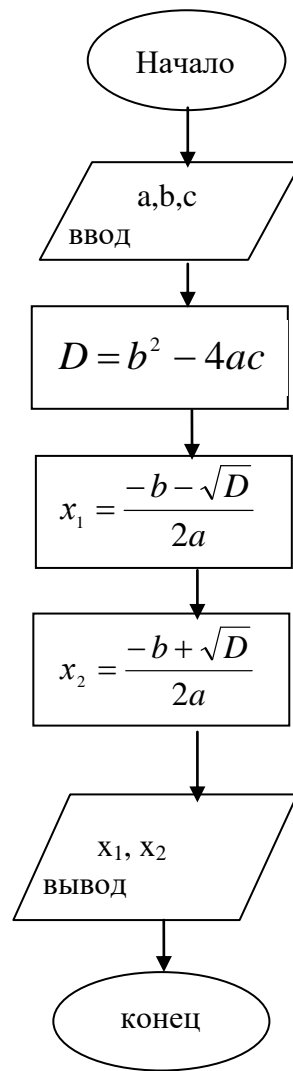 Начало
a,b,c
ввод
D = b² − 4ac
x₁ = (−b − √D) / 2a
x₂ = (−b + √D) / 2a
x₁, x₂
вывод
конец